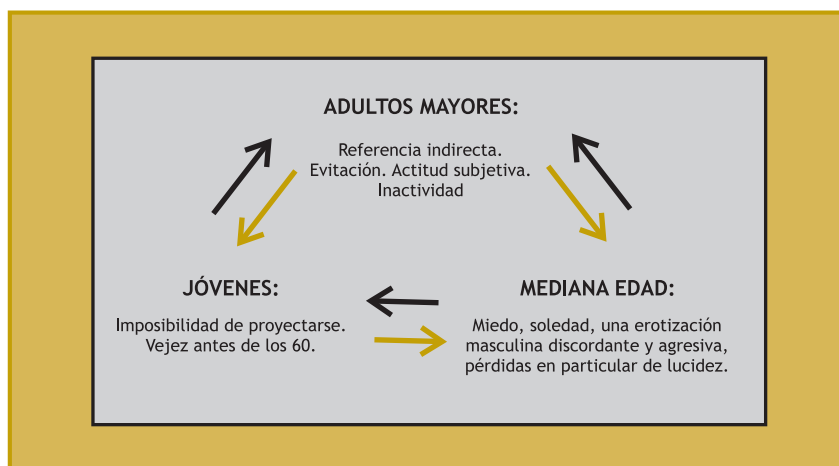 ADULTOS MAYORES:
Referencia indirecta.
Evitación. Actitud subjetiva.
Inactividad
JÓVENES:
Imposibilidad de proyectarse.
Vejez antes de los 60.
MEDIANA EDAD:
Miedo, soledad, una erotización
masculina discordante y agresiva,
pérdidas en particular de lucidez.